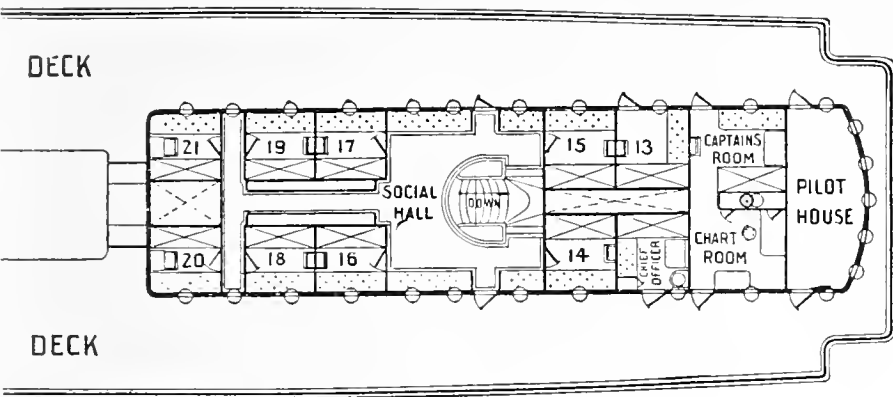 DECK
21
19
17
15
13
CAPTAINS
ROOM
SOCIAL
HALL
DOWN
PILOT
HOUSE
20
18
16
14
CHIEF
OFFICER
CHART
ROOM
DECK